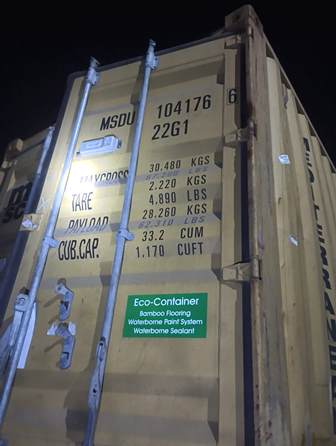 MSDU 104176 6
22G1
MAXGROSS 30.480 KGS
67.200 LBS
TARE 2.220 KGS
4.890 LBS
PAYLOAD 28.260 KGS
62.310 LBS
CUB.CAP. 33.2 CUM
1.170 CUFT
Eco-Container
Bamboo Flooring
Waterborne Paint System
Waterborne Sealant